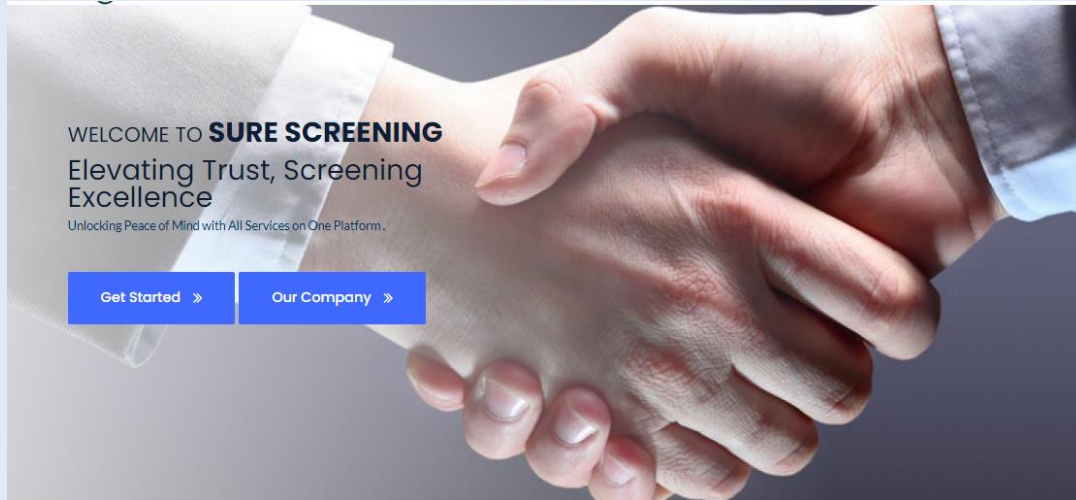 WELCOME TO SURE SCREENING
Elevating Trust, Screening
Excellence
Unlocking Peace of Mind with All Services on One Platform.
Get Started »
Our Company »